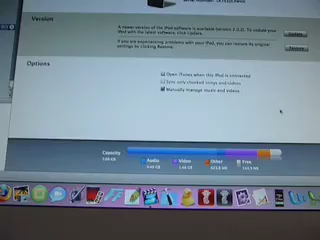 Version
A newer version of the iPod software is available (version 2.0.2). To update your
iPod with the latest software, click Update.
Update
If you are experiencing problems with your iPod, you can restore its original
settings by clicking Restore.
Restore
Options
Open iTunes when this iPod is connected
Sync only checked songs and videos
Manually manage music and videos
Capacity
Audio
Video
Other
Free